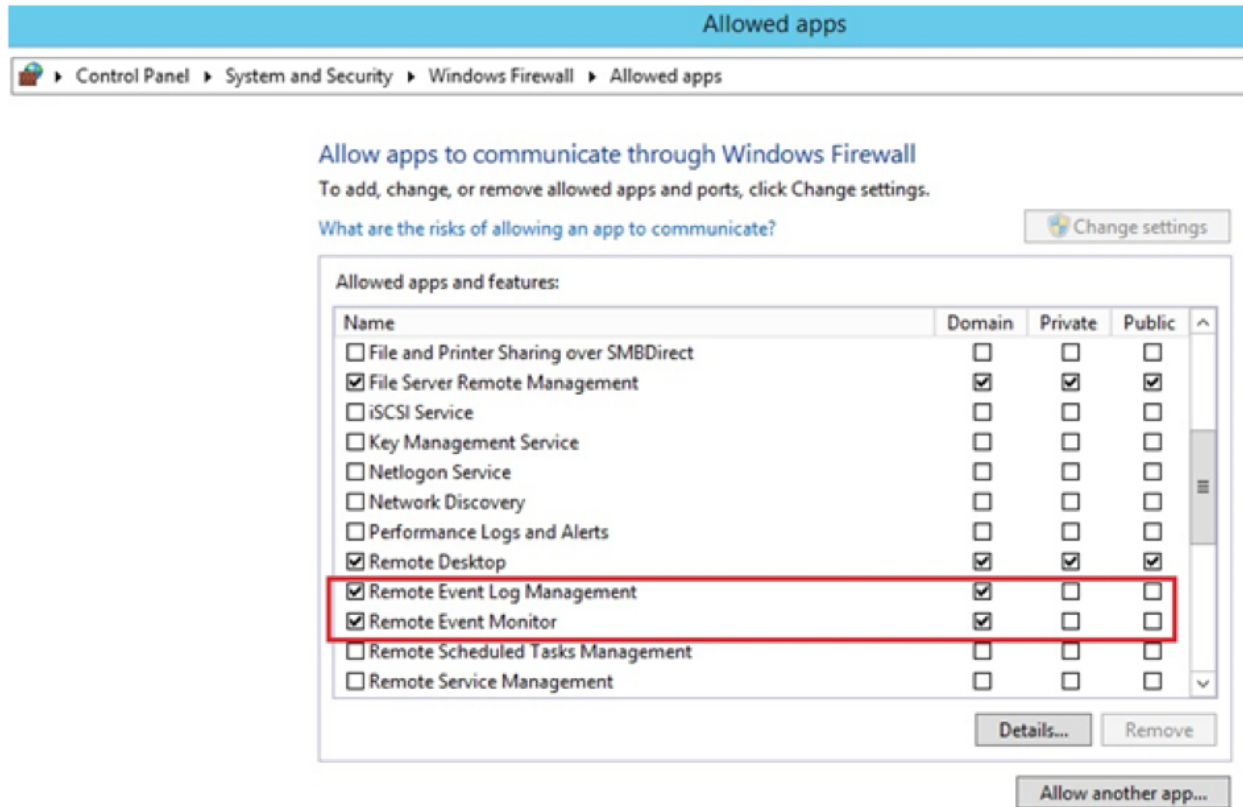 Allowed apps
Control Panel System and Security Windows Firewall Allowed apps
Allow apps to communicate through Windows Firewall
To add, change, or remove allowed apps and ports, click Change settings.
What are the risks of allowing an app to communicate?
Change settings
Allowed apps and features:
Name Domain Private Public
File and Printer Sharing over SMBDirect
File Server Remote Management
iSCSI Service
Key Management Service
Netlogon Service
Network Discovery
Performance Logs and Alerts
Remote Desktop
Remote Event Log Management
Remote Event Monitor
Remote Scheduled Tasks Management
Remote Service Management
Details... Remove
Allow another app...